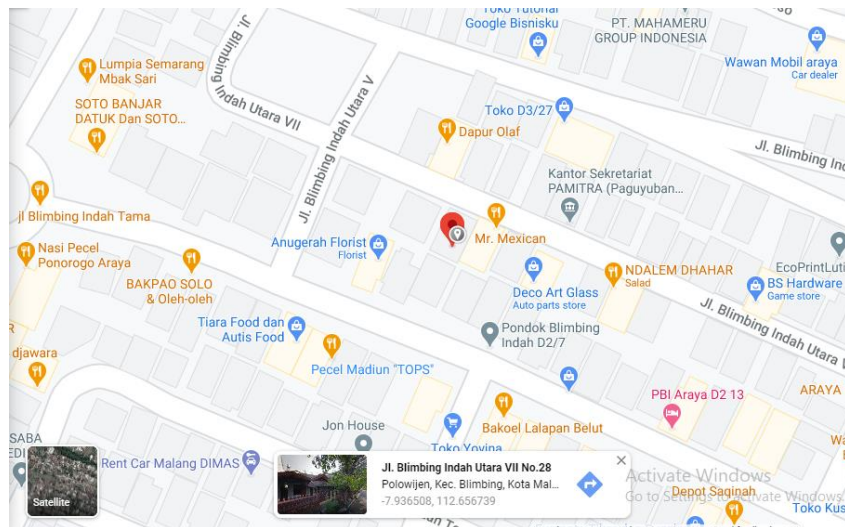 Toko Tutorial
Google Bisnisku
PT. MAHAMERU
GROUP INDONESIA
Wawan Mobil araya
Car dealer
Jl. Blimbing
Indah Utara VII
Lumpia Semarang
Mbak Sari
SOTO BANJAR
DATUK Dan SOTO...
Jl. Blimbing Indah Utara V
Toko D3/27
Dapur Olaf
Jl. Blimbing Ind
Kantor Sekretariat
PAMITRA (Paguyuban...
jl Blimbing Indah Tama
Mr. Mexican
Anugerah Florist
Florist
Nasi Pecel
Ponorogo Araya
BAKPAO SOLO
& Oleh-oleh
NDALEM DHAHAR
Salad
EcoPrintLuti
BS Hardware
Game store
Deco Art Glass
Auto parts store
Jl. Blimbing Indah Utara V
Tiara Food dan
Autis Food
Pondok Blimbing
Indah D2/7
R
djawara
Pecel Madiun "TOPS"
PBI Araya D2 13
ARAYA
Jon House
Bakoel Lalapan Belut
SABA
EDI
Toko Yovina
Wa
Ba
Rent Car Malang DIMAS
Satellite
Jl. Blimbing Indah Utara VII No.28
Polowijen, Kec. Blimbing, Kota Mal...
-7.936508, 112.656739
Activate Windows
Go to Settings to activate Windows.
Depot Saqinah
Toko Kus